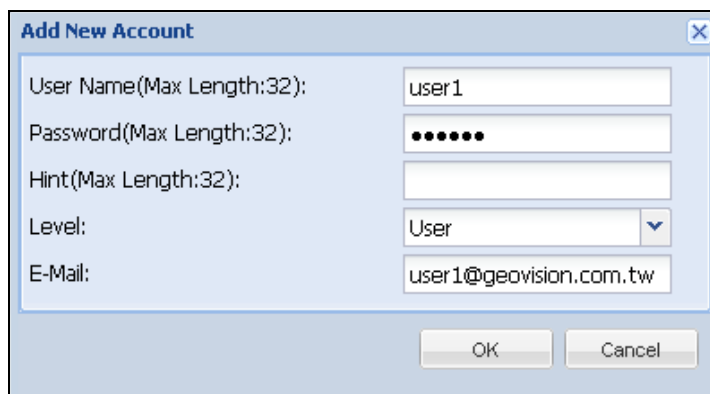 Add New Account
User Name(Max Length:32): user1
Password(Max Length:32): ••••••
Hint(Max Length:32):
Level: User
E-Mail: user1@geovision.com.tw
OK Cancel